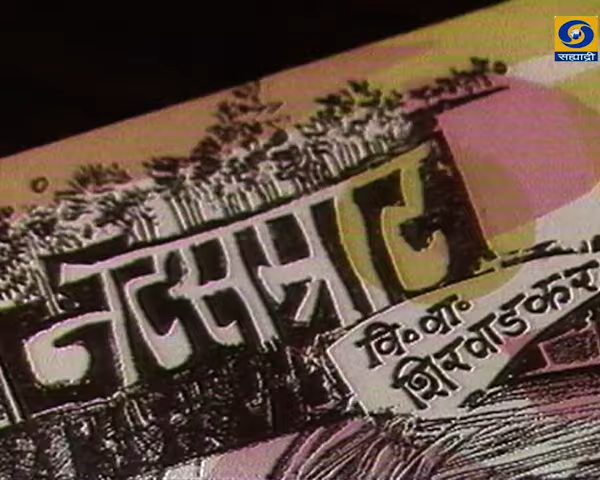 सह्याद्री
नटसम्राट
वि. वा.
शिरवाडकर